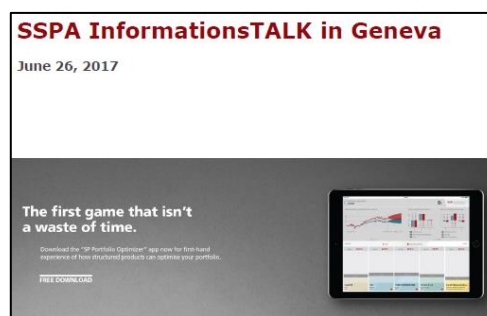 SSPA InformationsTALK in Geneva
June 26, 2017
The first game that isn't
a waste of time.
Download the "SP Portfolio Optimizer" app now for first-hand
experience of how structured products can optimise your portfolio.
FREE DOWNLOAD